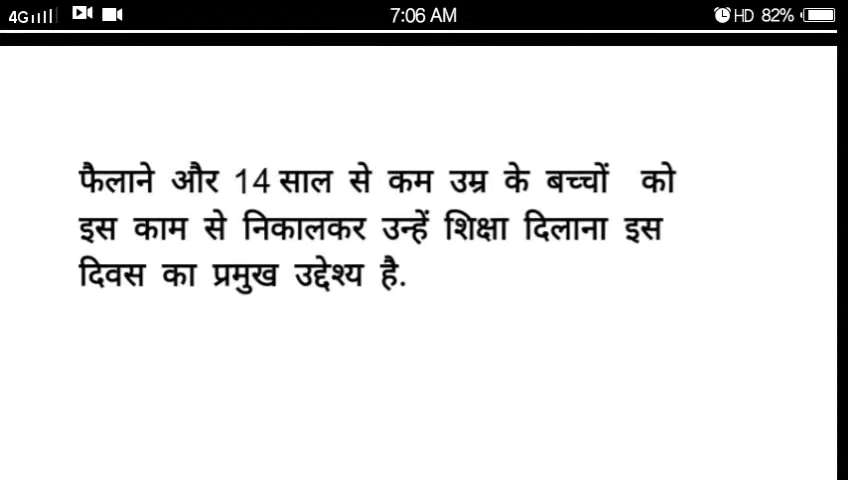 4G 7:06 AM HD 82%
फैलाने और 14 साल से कम उम्र के बच्चों को
इस काम से निकालकर उन्हें शिक्षा दिलाना इस
दिवस का प्रमुख उद्देश्य है.